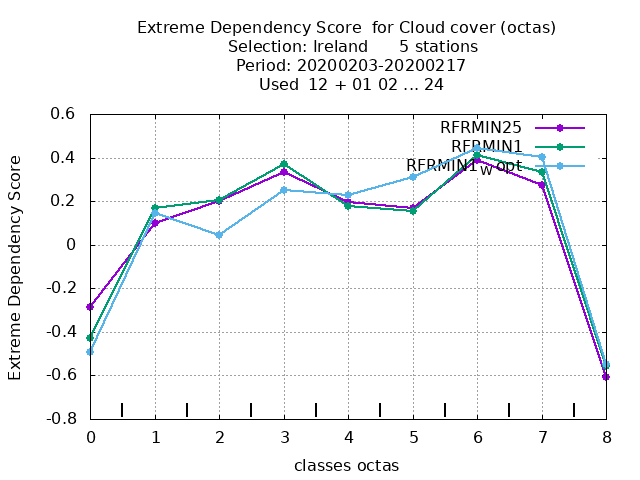 Extreme Dependency Score  for Cloud cover (octas)
Selection: Ireland      5 stations
Period: 20200203-20200217
Used  12 + 01 02 ... 24
RFRMIN25
RFRMIN1
RFRMIN1w opt
Extreme Dependency Score
0.6
0.4
0.2
0
-0.2
-0.4
-0.6
-0.8
0 1 2 3 4 5 6 7 8
classes octas